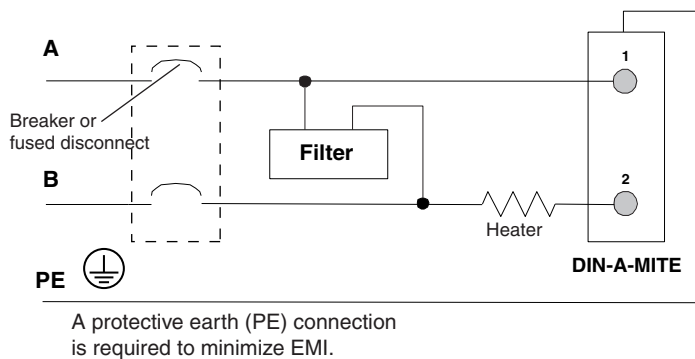 A
1
Breaker or
fused disconnect
Filter
B
2
Heater
DIN-A-MITE
PE
A protective earth (PE) connection
is required to minimize EMI.